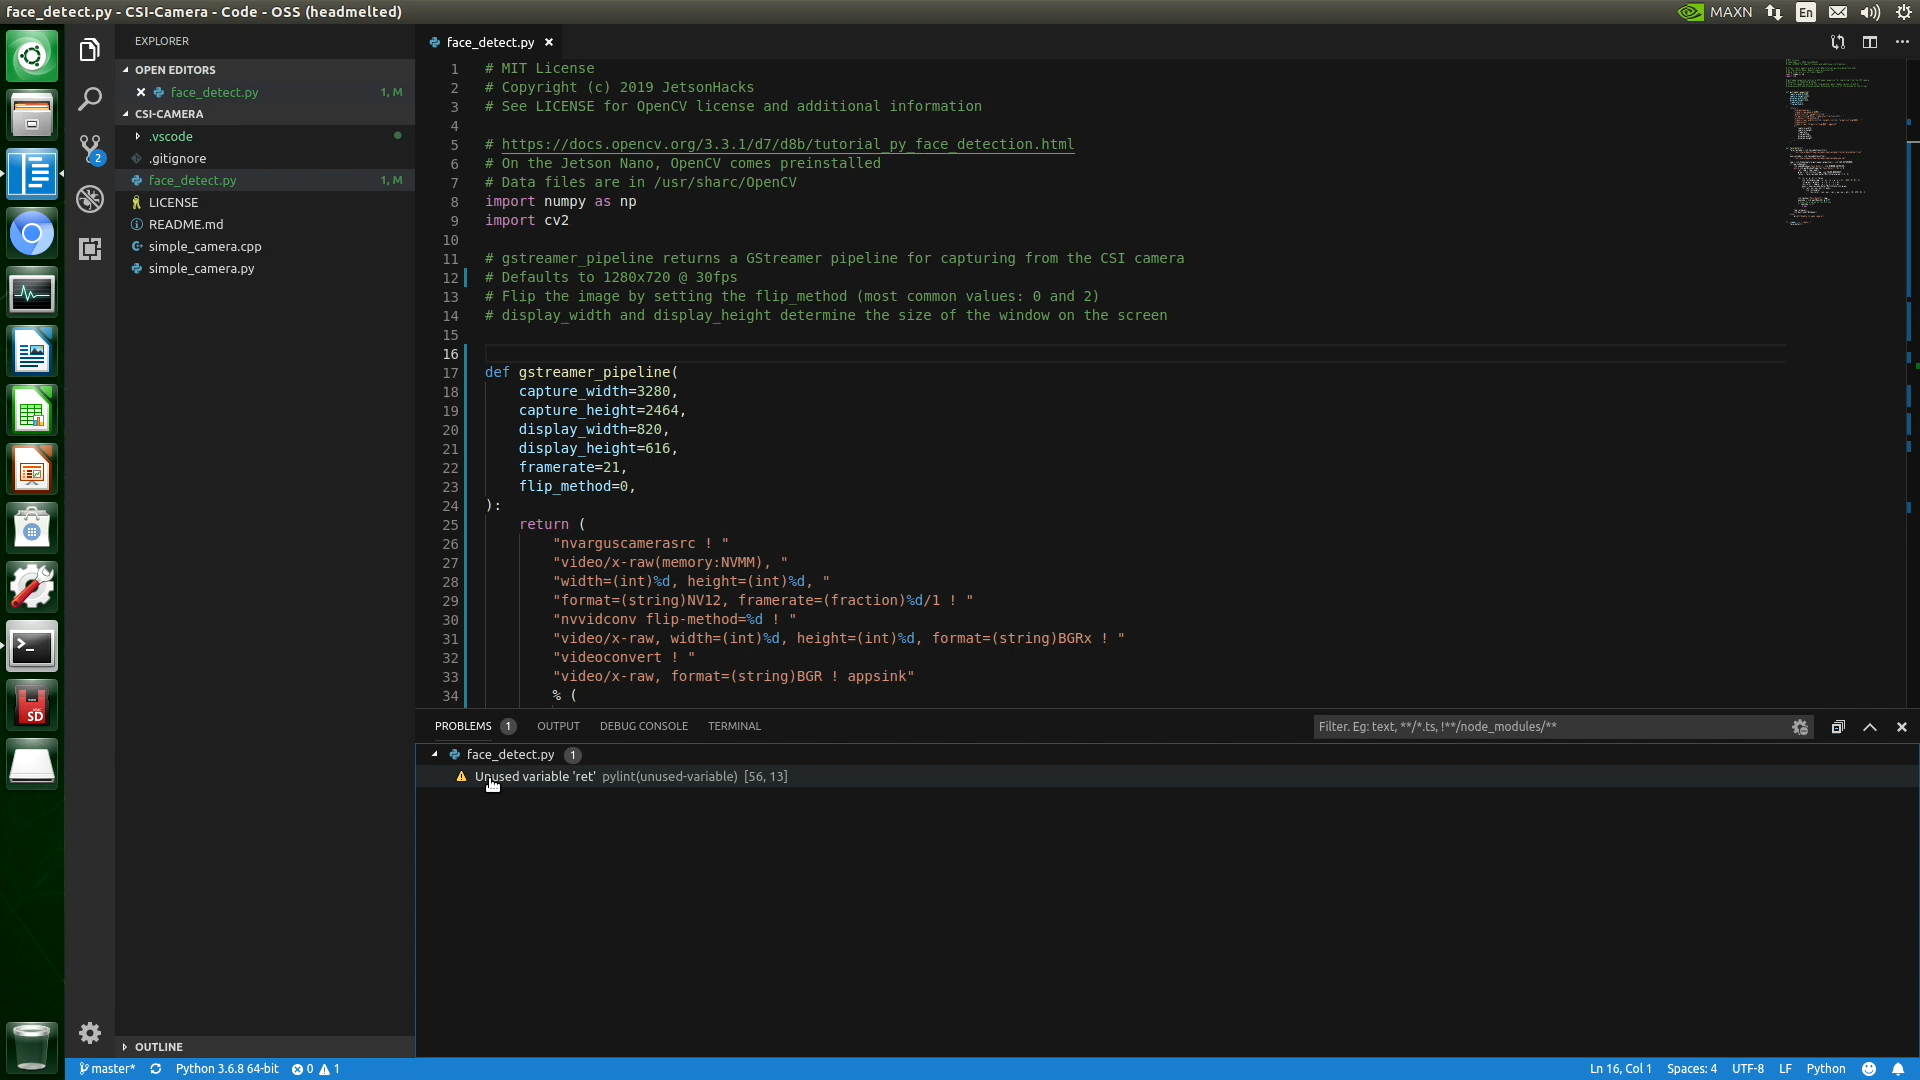 face_detect.py - CSI-Camera - Code - OSS (headmelted)
MAXN
En
EXPLORER
OPEN EDITORS
face_detect.py 1, M
CSI-CAMERA
.vscode
.gitignore
face_detect.py 1, M
LICENSE
README.md
simple_camera.cpp
simple_camera.py
2
SD
OUTLINE
face_detect.py
1 # MIT License
2 # Copyright (c) 2019 JetsonHacks
3 # See LICENSE for OpenCV license and additional information
4
5 # https://docs.opencv.org/3.3.1/d7/d8b/tutorial_py_face_detection.html
6 # On the Jetson Nano, OpenCV comes preinstalled
7 # Data files are in /usr/sharc/OpenCV
8 import numpy as np
9 import cv2
10
11 # gstreamer_pipeline returns a GStreamer pipeline for capturing from the CSI camera
12 # Defaults to 1280x720 @ 30fps
13 # Flip the image by setting the flip_method (most common values: 0 and 2)
14 # display_width and display_height determine the size of the window on the screen
15
16
17 def gstreamer_pipeline(
18 capture_width=3280,
19 capture_height=2464,
20 display_width=820,
21 display_height=616,
22 framerate=21,
23 flip_method=0,
24 ):
25 return (
26 "nvarguscamerasrc ! "
27 "video/x-raw(memory:NVMM), "
28 "width=(int)%d, height=(int)%d, "
29 "format=(string)NV12, framerate=(fraction)%d/1 ! "
30 "nvvidconv flip-method=%d ! "
31 "video/x-raw, width=(int)%d, height=(int)%d, format=(string)BGRx ! "
32 "videoconvert ! "
33 "video/x-raw, format=(string)BGR ! appsink"
34 % (
PROBLEMS 1 OUTPUT DEBUG CONSOLE TERMINAL
Filter. Eg: text, **/*.ts, !**/node_modules/**
face_detect.py 1
Unused variable 'ret' pylint(unused-variable) [56, 13]
master* Python 3.6.8 64-bit 0 1
Ln 16, Col 1 Spaces: 4 UTF-8 LF Python